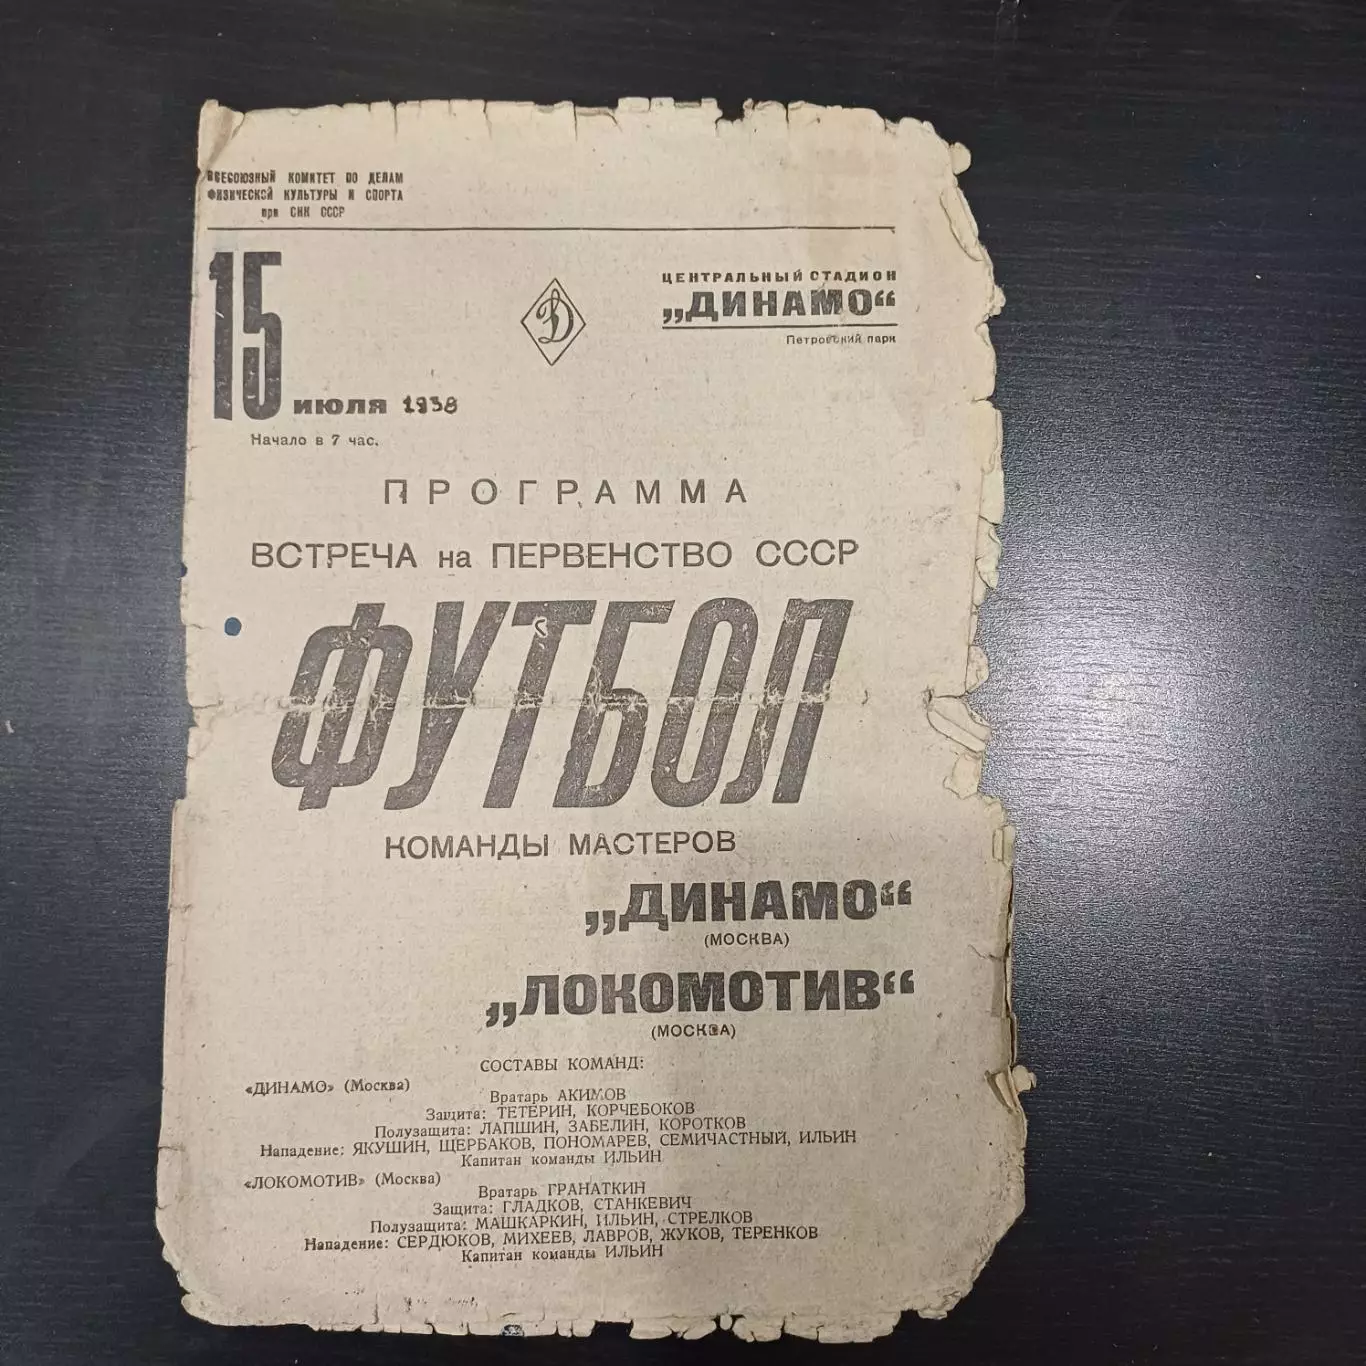 ВСЕСОЮЗНЫЙ КОМИТЕТ ПО ДЕЛАМ
ФИЗИЧЕСКОЙ КУЛЬТУРЫ И СПОРТА
при СНК СССР
15 июля 1938
Начало в 7 час.
Д
ЦЕНТРАЛЬНЫЙ СТАДИОН
„ДИНАМО“
Петровский парк
ПРОГРАММА
ВСТРЕЧА на ПЕРВЕНСТВО СССР
ФУТБОЛ
КОМАНДЫ МАСТЕРОВ
„ДИНАМО“
(МОСКВА)
„ЛОКОМОТИВ“
(МОСКВА)
СОСТАВЫ КОМАНД:
«ДИНАМО» (Москва)
Вратарь АКИМОВ
Защита: ТЕТЕРИН, КОРЧЕБОКОВ
Полузащита: ЛАПШИН, ЗАБЕЛИН, КОРОТКОВ
Нападение: ЯКУШИН, ЩЕРБАКОВ, ПОНОМАРЕВ, СЕМИЧАСТНЫЙ, ИЛЬИН
Капитан команды ИЛЬИН
«ЛОКОМОТИВ» (Москва)
Вратарь ГРАНАТКИН
Защита: ГЛАДКОВ, СТАНКЕВИЧ
Полузащита: МАШКАРКИН, ИЛЬИН, СТРЕЛКОВ
Нападение: СЕРДЮКОВ, МИХЕЕВ, ЛАВРОВ, ЖУКОВ, ТЕРЕНКОВ
Капитан команды ИЛЬИН